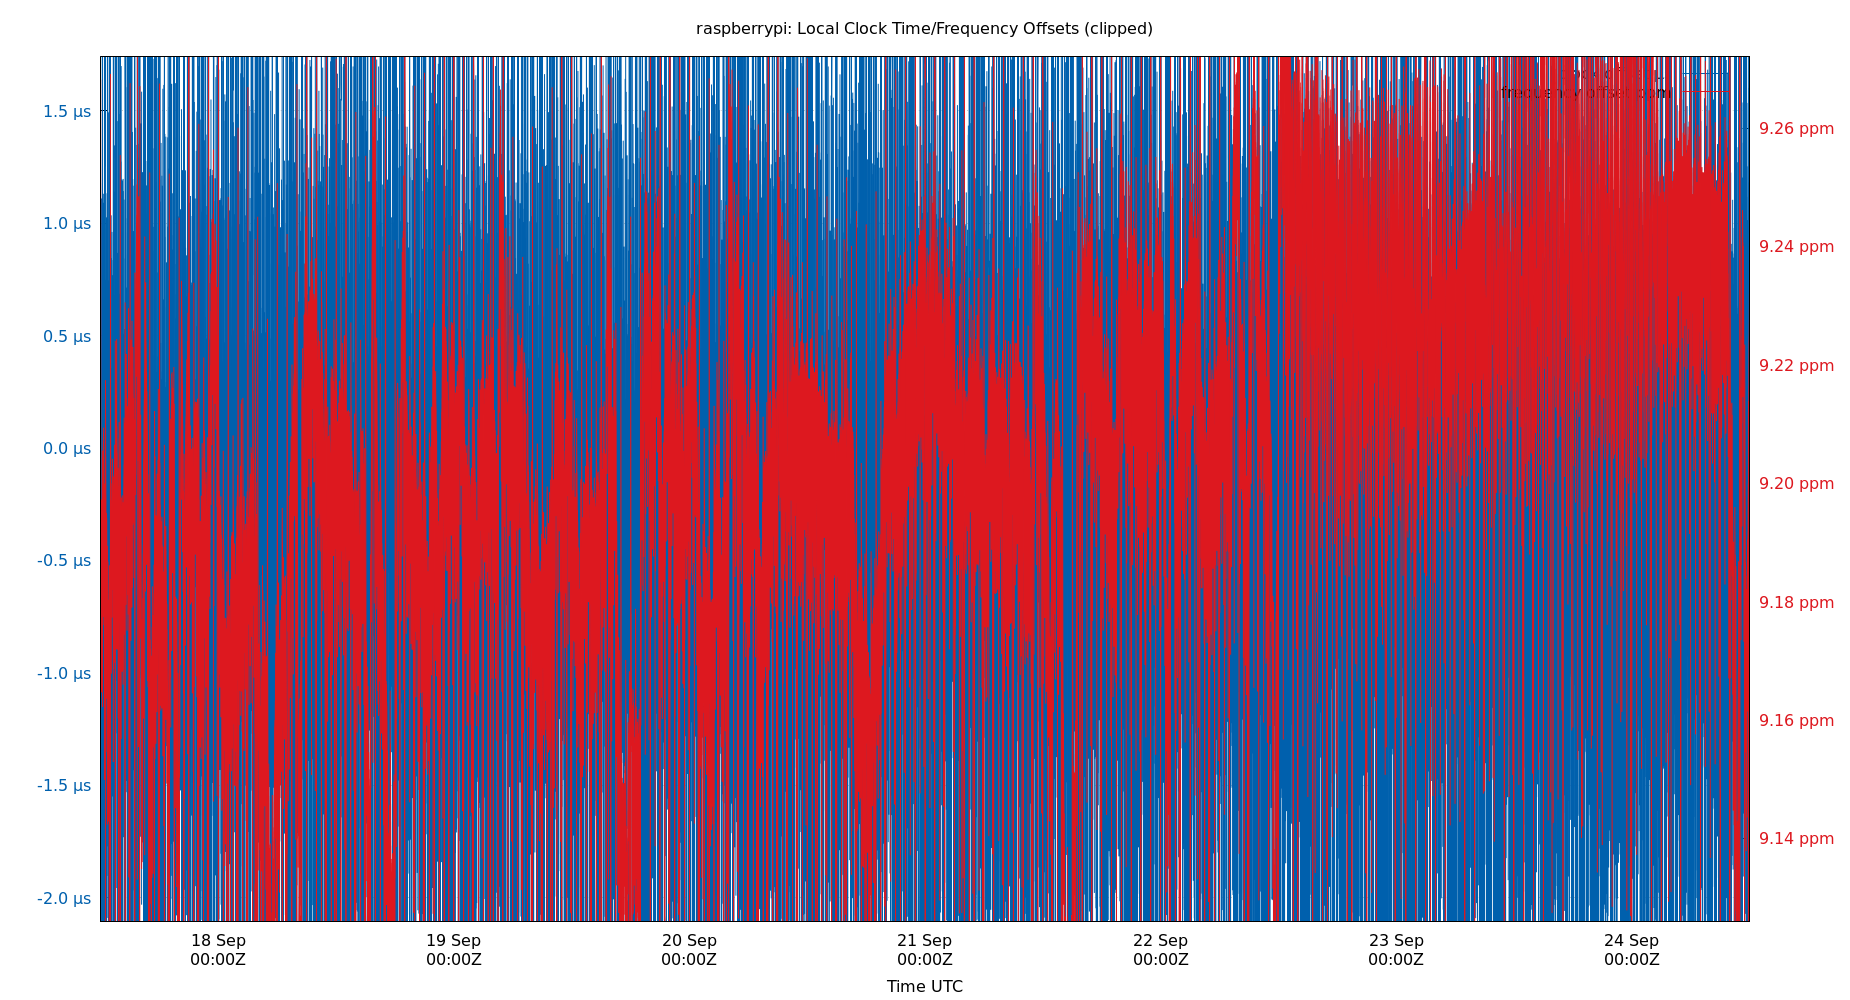 raspberrypi: Local Clock Time/Frequency Offsets (clipped)
frequency offset ppm
1.5 µs
1.0 µs
0.5 µs
0.0 µs
-0.5 µs
-1.0 µs
-1.5 µs
-2.0 µs
9.26 ppm
9.24 ppm
9.22 ppm
9.20 ppm
9.18 ppm
9.16 ppm
9.14 ppm
18 Sep 19 Sep 20 Sep 21 Sep 22 Sep 23 Sep 24 Sep
00:00Z 00:00Z 00:00Z 00:00Z 00:00Z 00:00Z 00:00Z
Time UTC